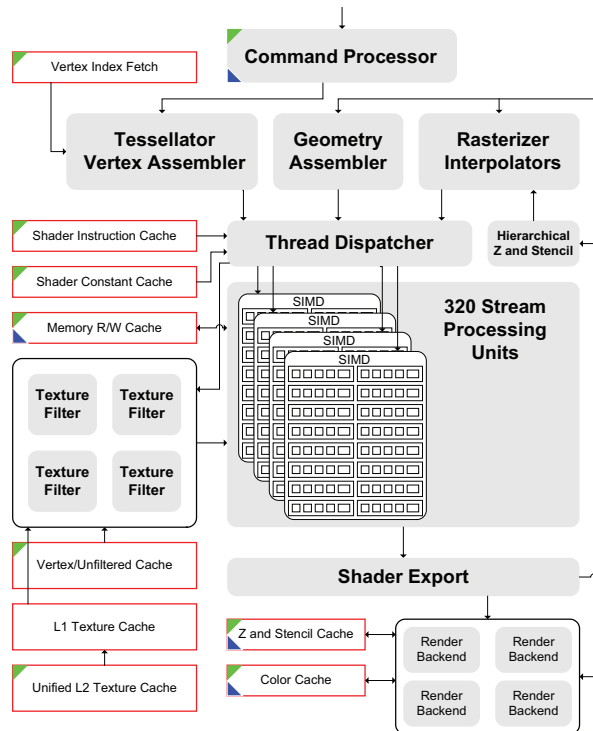 Command Processor
Vertex Index Fetch
Tessellator
Vertex Assembler
Geometry
Assembler
Rasterizer
Interpolators
Shader Instruction Cache
Thread Dispatcher
Hierarchical
Z and Stencil
Shader Constant Cache
Memory R/W Cache
SIMD
SIMD
SIMD
SIMD
320 Stream
Processing
Units
Texture
Filter
Texture
Filter
Texture
Filter
Texture
Filter
Vertex/Unfiltered Cache
Shader Export
L1 Texture Cache
Z and Stencil Cache
Render
Backend
Render
Backend
Unified L2 Texture Cache
Color Cache
Render
Backend
Render
Backend